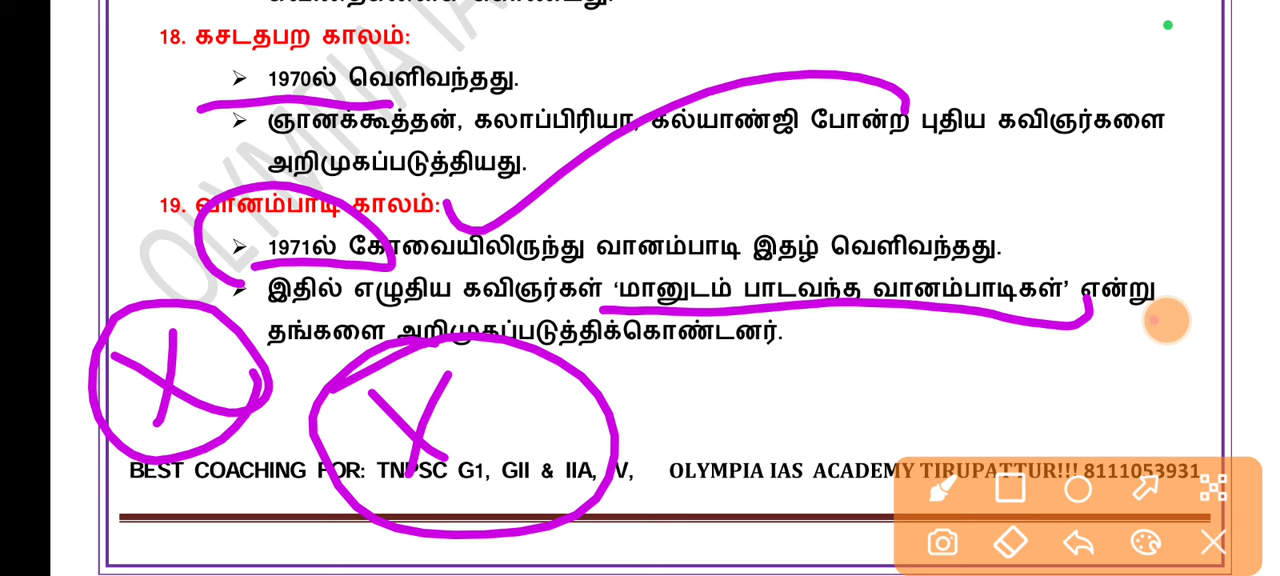 18. கசடதபற காலம்:
➢ 1970ல் வெளிவந்தது.
➢ ஞானக்கூத்தன், கலாப்பிரியா, கல்யாண்ஜி போன்ற புதிய கவிஞர்களை
அறிமுகப்படுத்தியது.
19. வானம்பாடி காலம்:
➢ 1971ல் கோவையிலிருந்து வானம்பாடி இதழ் வெளிவந்தது.
➢ இதில் எழுதிய கவிஞர்கள் ‘மானுடம் பாடவந்த வானம்பாடிகள்’ என்று
தங்களை அறிமுகப்படுத்திக்கொண்டனர்.
X
X
BEST COACHING FOR: TNPSC G1, GII & IIA, IV, OLYMPIA IAS ACADEMY TIRUPATTUR!!! 8111053931
OLYMPIA IA